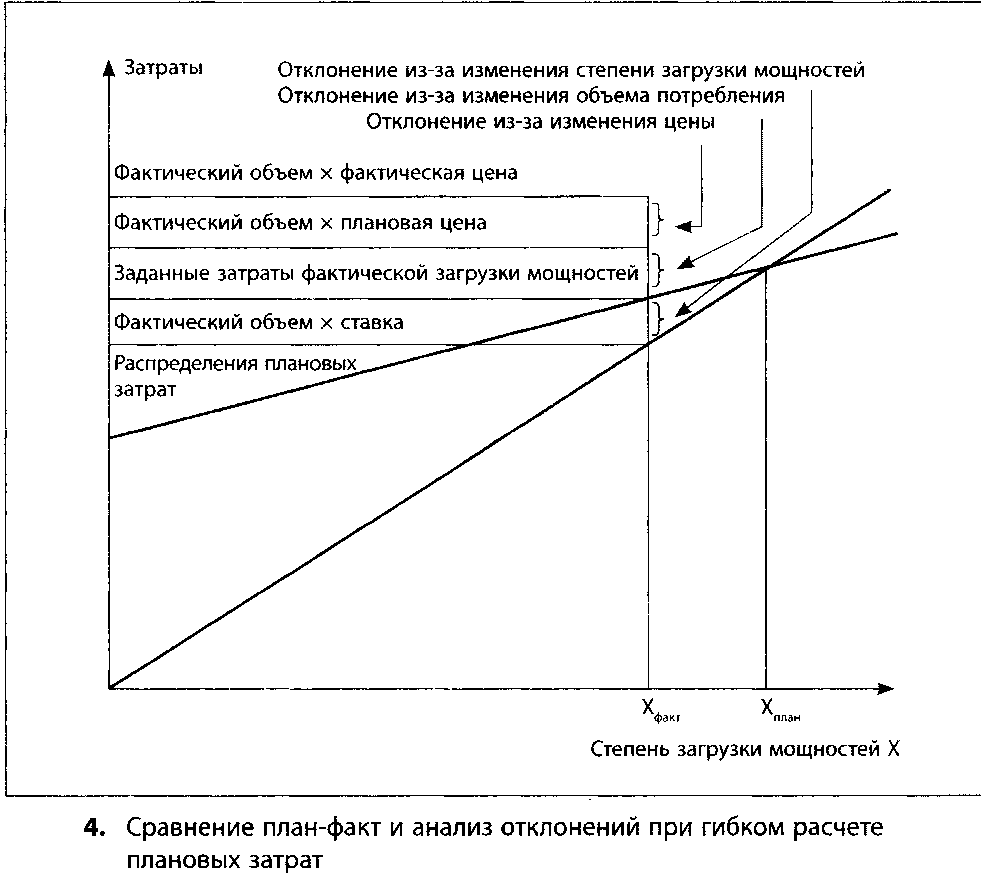 Затраты
Отклонение из-за изменения степени загрузки мощностей
Отклонение из-за изменения объема потребления
Отклонение из-за изменения цены
Фактический объем × фактическая цена
Фактический объем × плановая цена
Заданные затраты фактической загрузки мощностей
Фактический объем × ставка
Распределения плановых
затрат
X факт
X план
Степень загрузки мощностей X
4. Сравнение план-факт и анализ отклонений при гибком расчете
плановых затрат